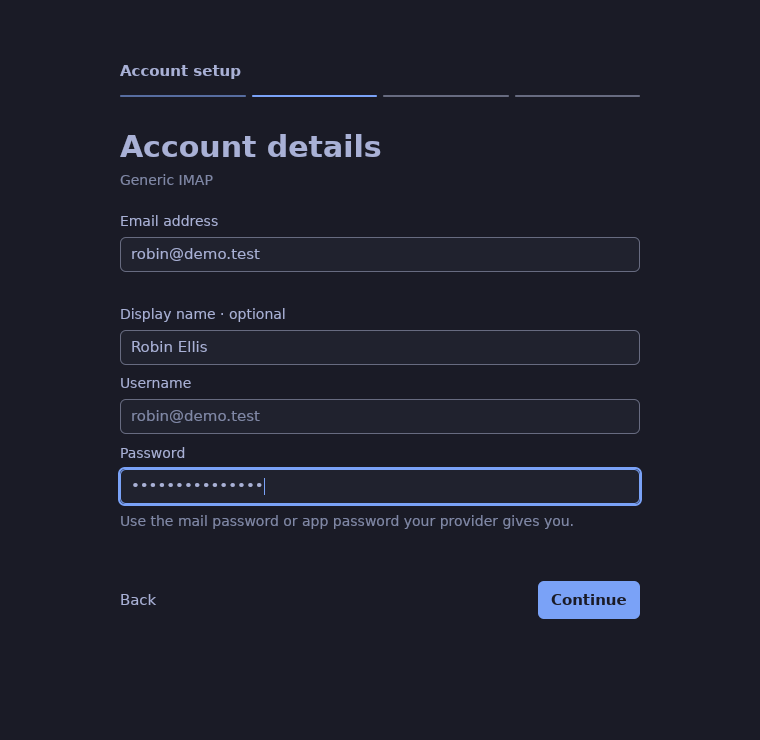 Account setup
Account details
Generic IMAP
Email address
robin@demo.test
Display name · optional
Robin Ellis
Username
robin@demo.test
Password
•••••••••••••••
Use the mail password or app password your provider gives you.
Back
Continue